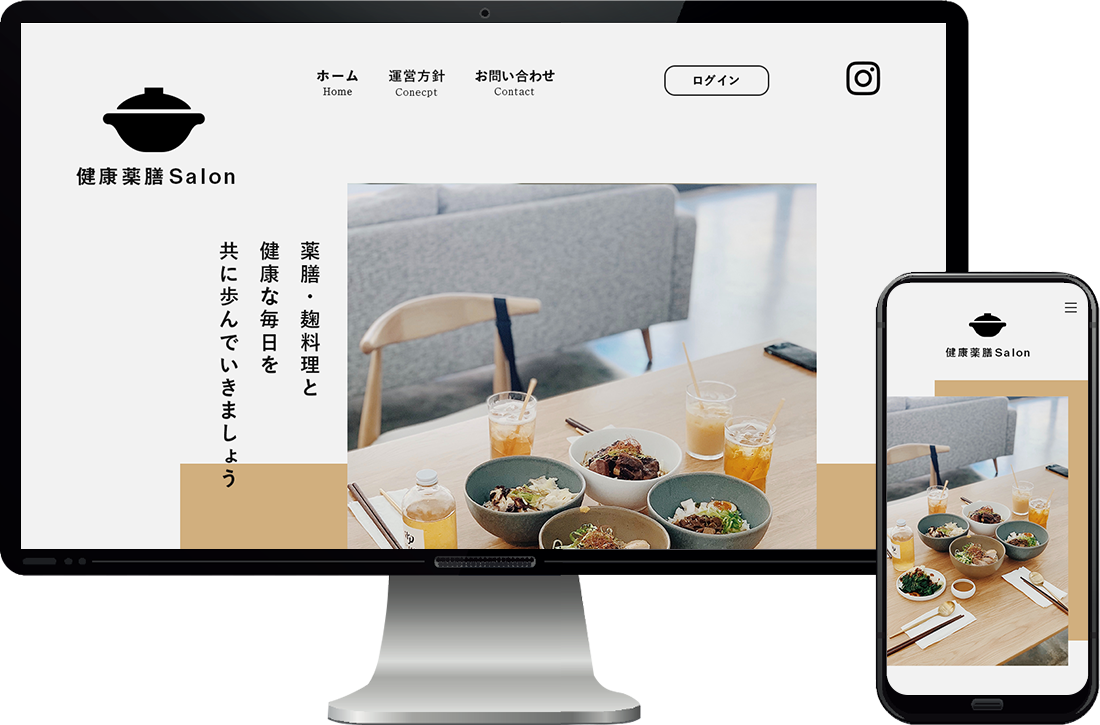 ホーム
Home
運営方針
Conecpt
お問い合わせ
Contact
ログイン
健康薬膳Salon
薬膳・麹料理と
健康な毎日を
共に歩んでいきましょう
健康薬膳Salon